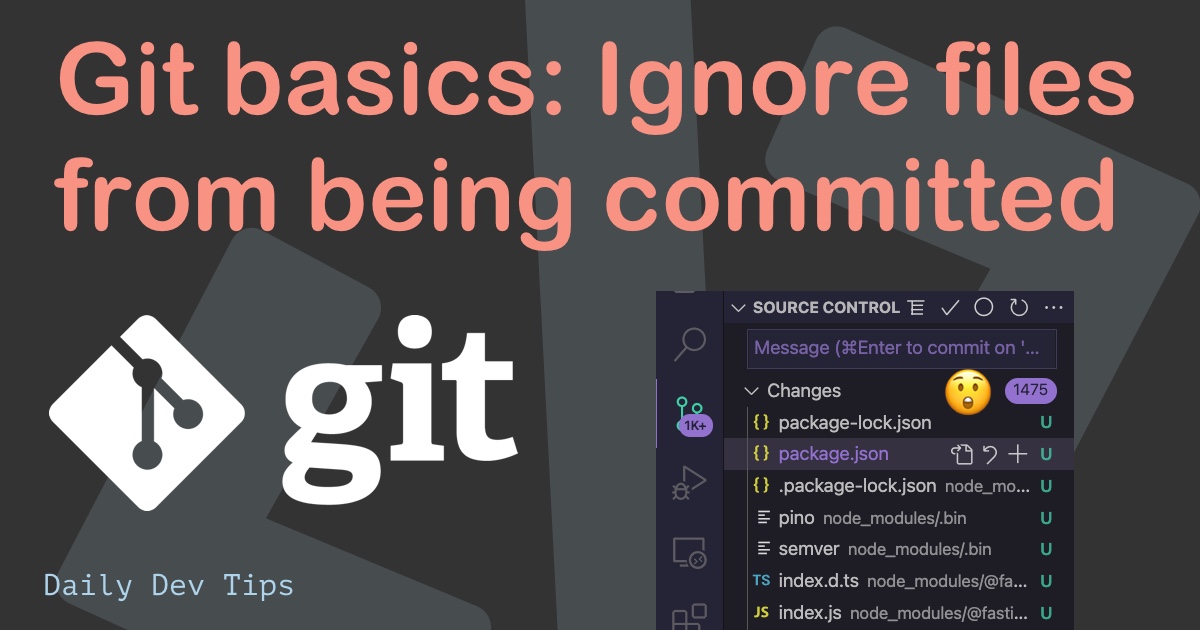 Git basics: Ignore files
from being committed
git
SOURCE CONTROL
Message (⌘Enter to commit on '...
Changes 1475
1K+
{} package-lock.json U
{} package.json U
{} .package-lock.json node_mo... U
pino node_modules/.bin U
semver node_modules/.bin U
TS index.d.ts node_modules/@fa... U
JS index.js node_modules/@fasti... U
Daily Dev Tips